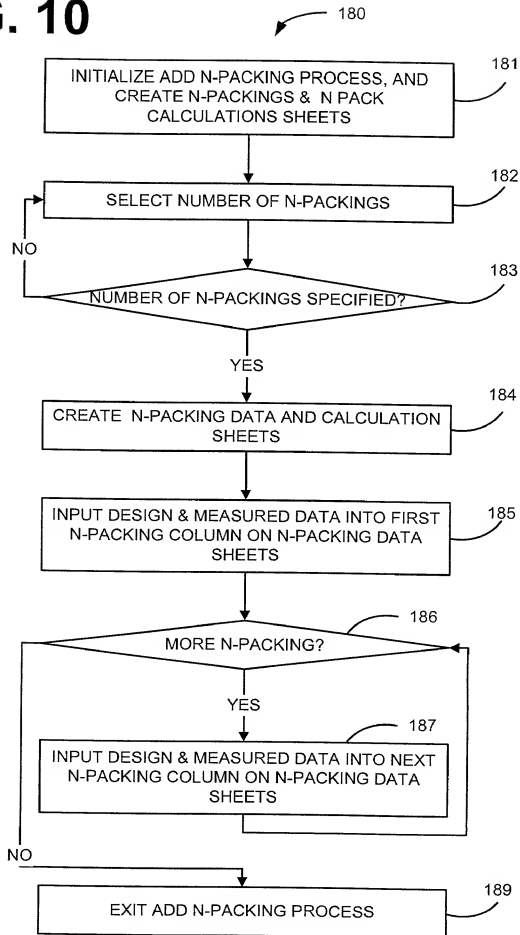 G. 10
180
INITIALIZE ADD N-PACKING PROCESS, AND
CREATE N-PACKINGS & N PACK
CALCULATIONS SHEETS
181
SELECT NUMBER OF N-PACKINGS
182
NO
NUMBER OF N-PACKINGS SPECIFIED?
183
YES
CREATE N-PACKING DATA AND CALCULATION
SHEETS
184
INPUT DESIGN & MEASURED DATA INTO FIRST
N-PACKING COLUMN ON N-PACKING DATA
SHEETS
185
MORE N-PACKING?
186
YES
187
INPUT DESIGN & MEASURED DATA INTO NEXT
N-PACKING COLUMN ON N-PACKING DATA
SHEETS
NO
EXIT ADD N-PACKING PROCESS
189